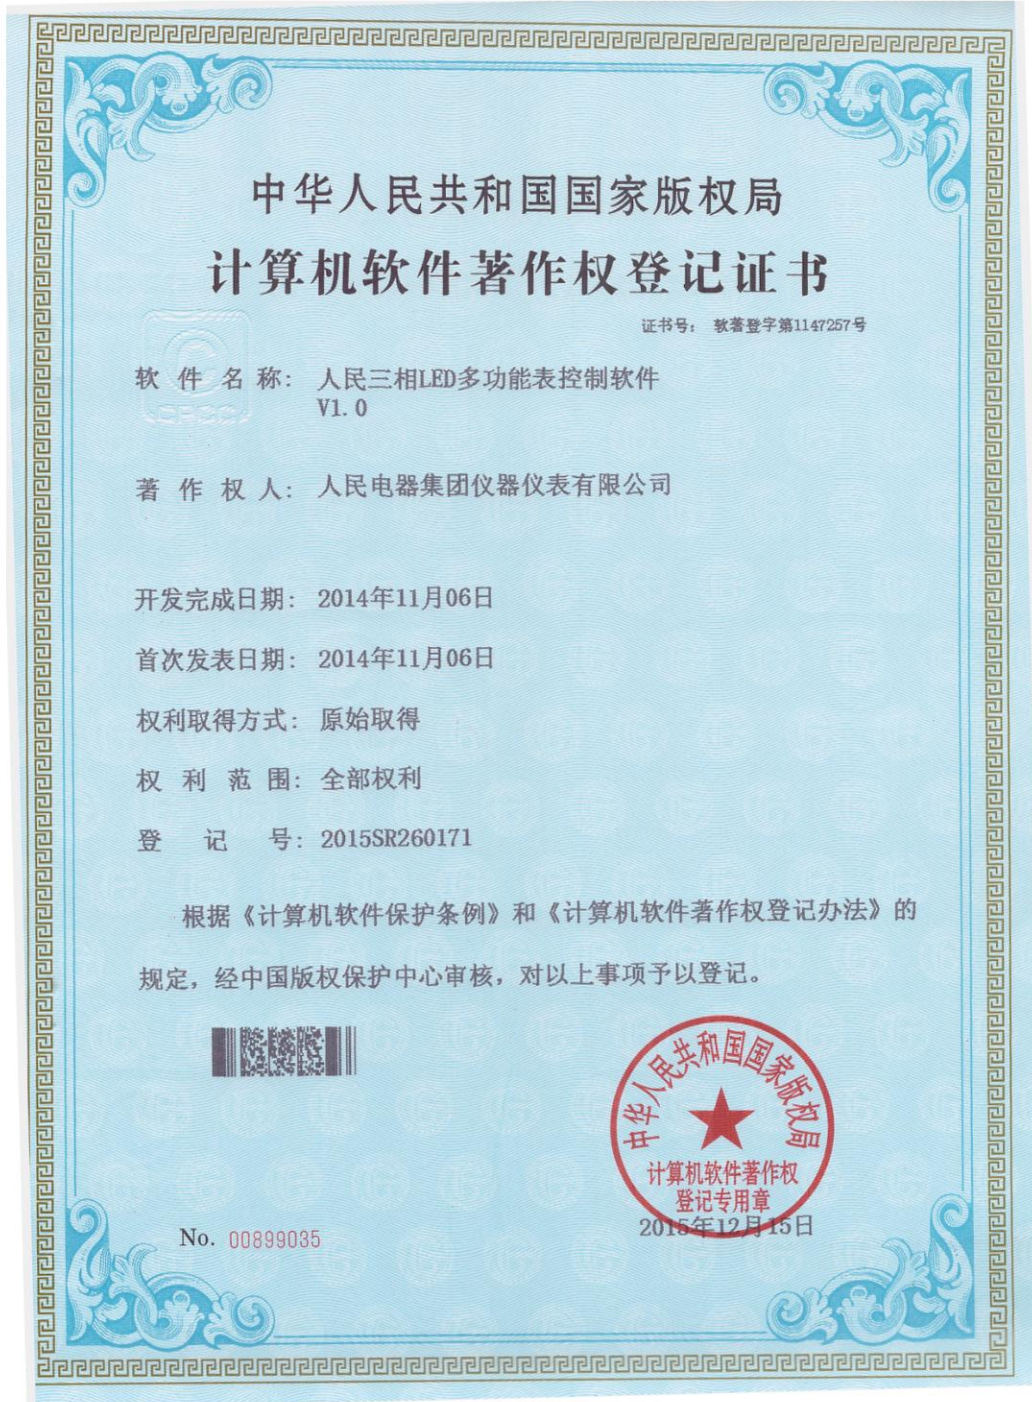 中华人民共和国国家版权局
计算机软件著作权登记证书
证书号： 软著登字第1147257号
软件名称： 人民三相LED多功能表控制软件
V1.0
著作权人： 人民电器集团仪器仪表有限公司
开发完成日期： 2014年11月06日
首次发表日期： 2014年11月06日
权利取得方式： 原始取得
权利范围： 全部权利
登记号： 2015SR260171
根据《计算机软件保护条例》和《计算机软件著作权登记办法》的
规定，经中国版权保护中心审核，对以上事项予以登记。
中华人民共和国国家版权局
计算机软件著作权
登记专用章
2015年12月15日
No. 00899035
CPCC